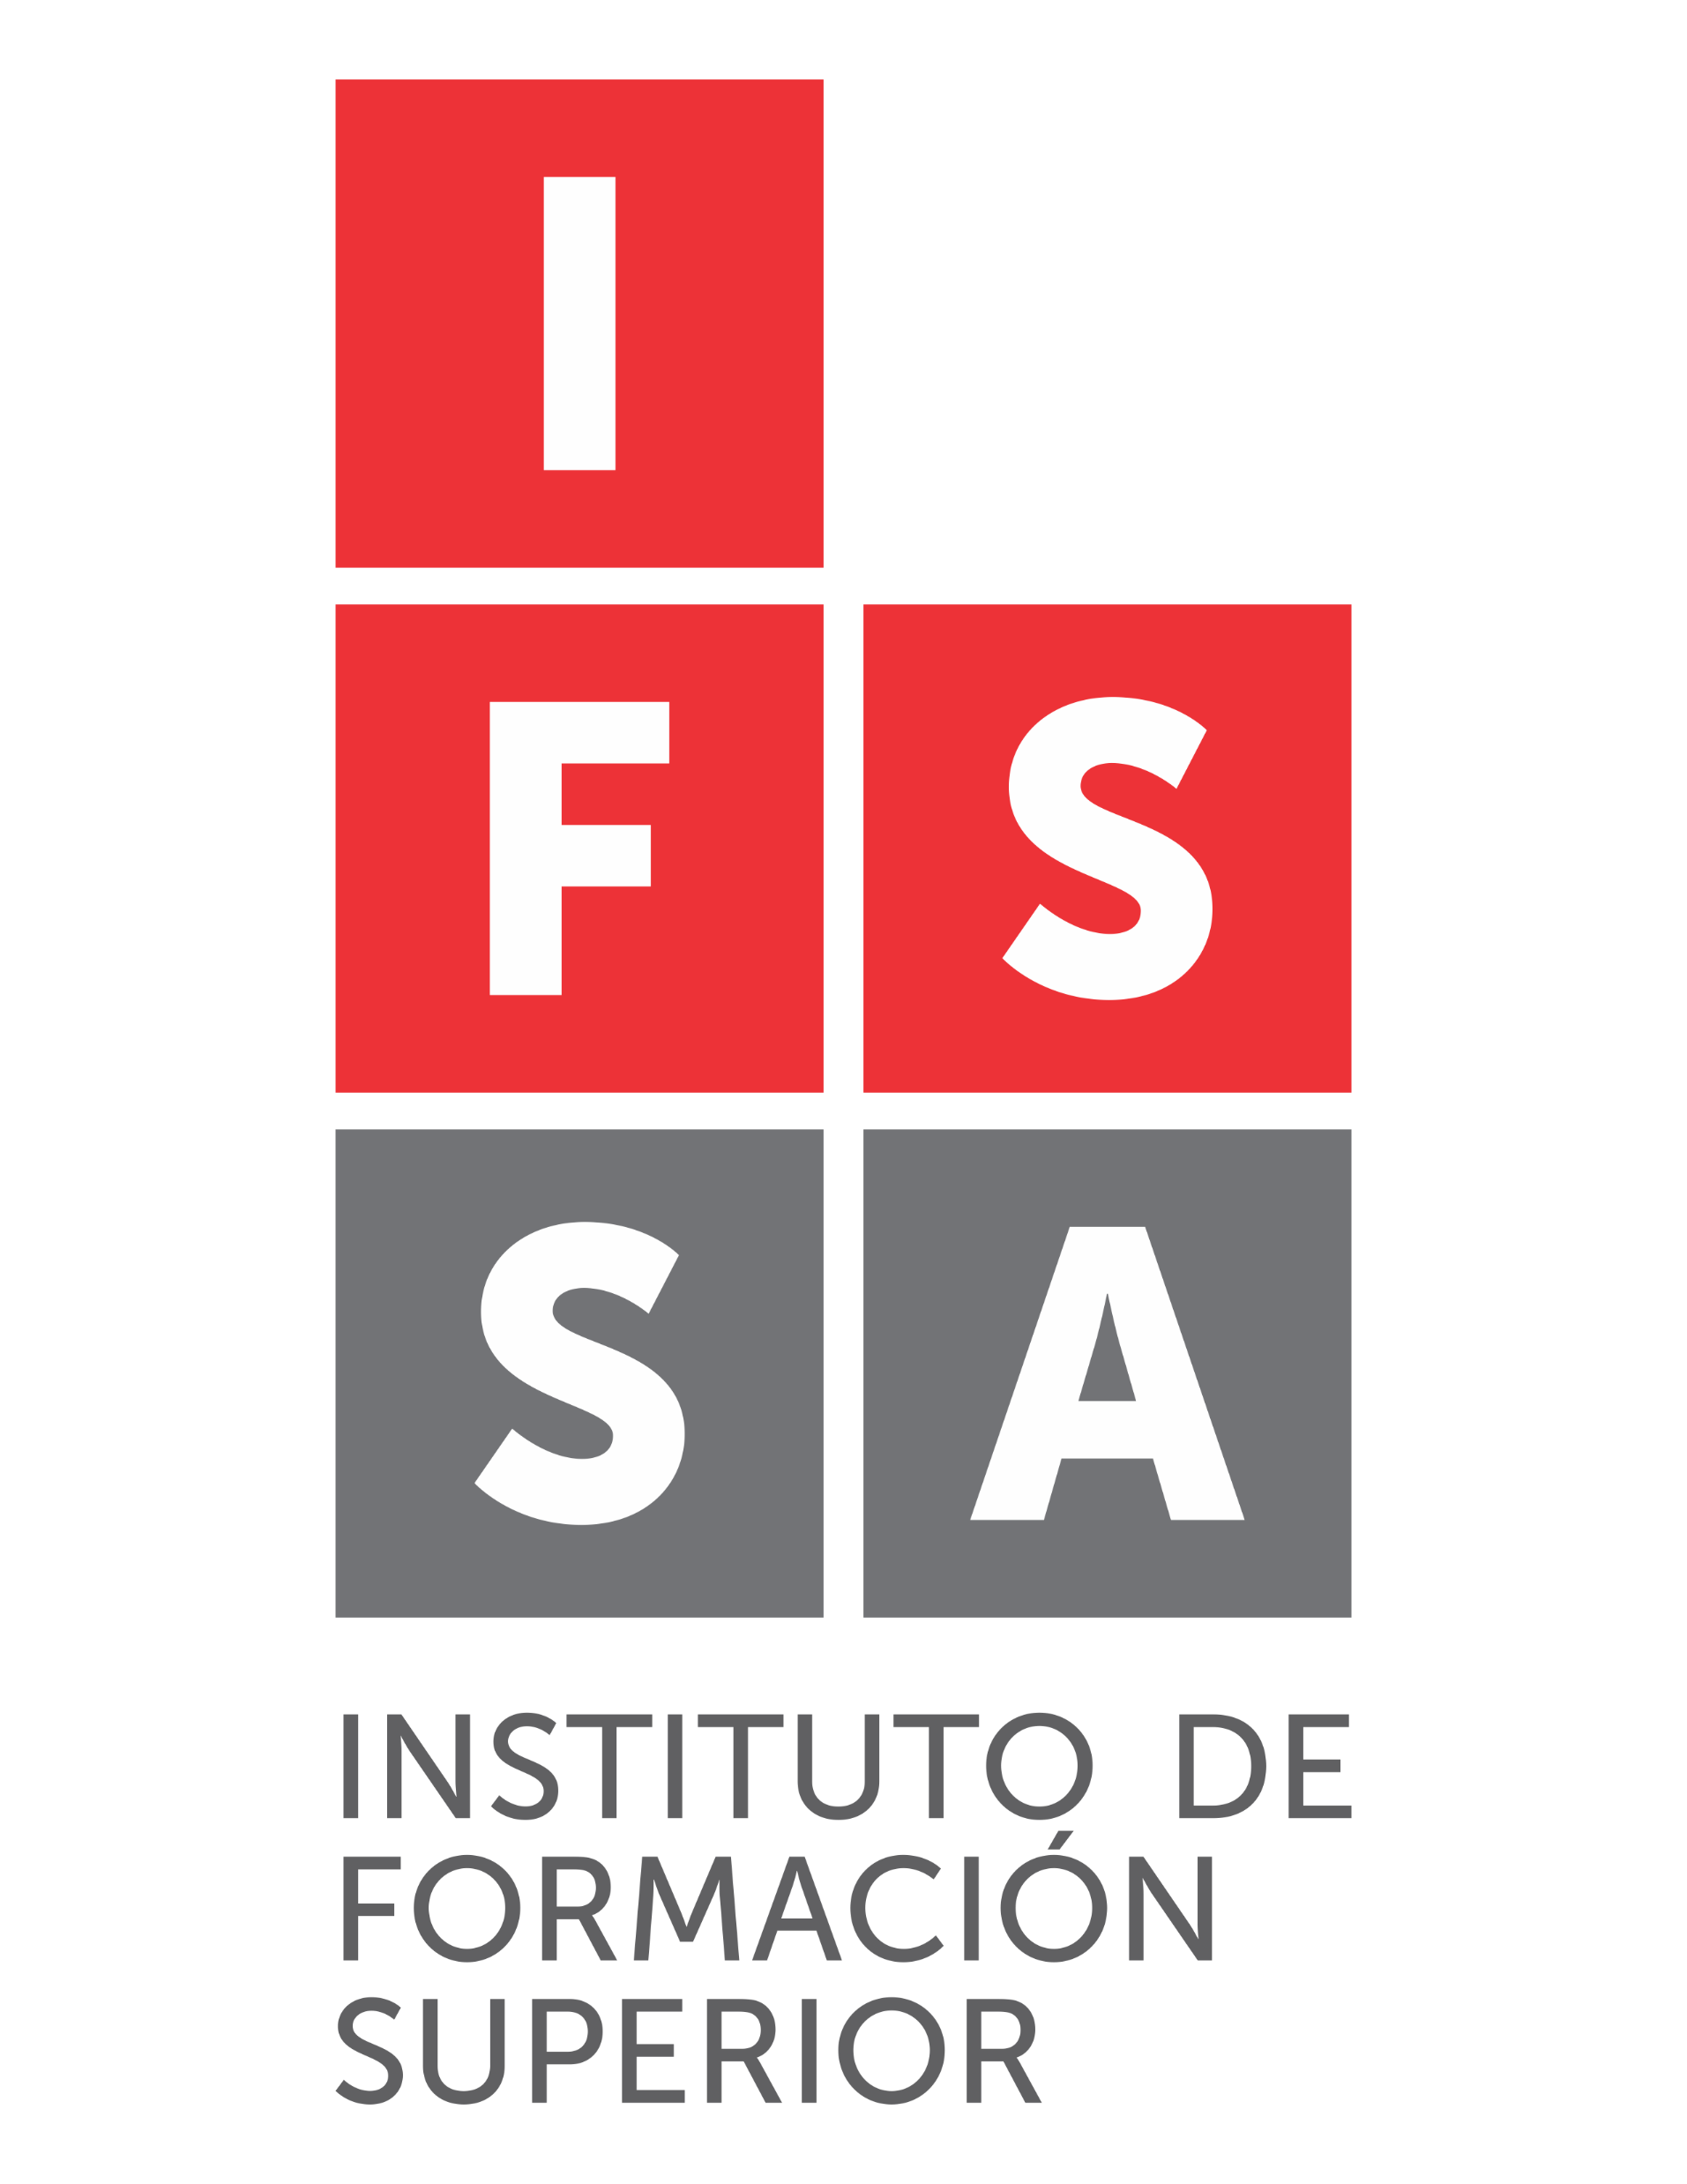 I
F S
S A
INSTITUTO DE
FORMACIÓN
SUPERIOR